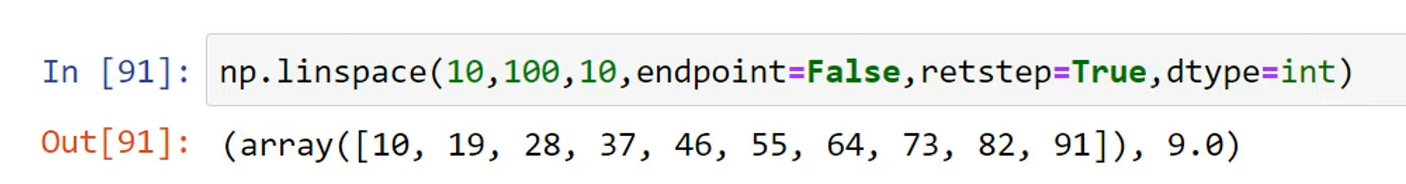 In [91]: np.linspace(10,100,10,endpoint=False,retstep=True,dtype=int)
Out[91]: (array([10, 19, 28, 37, 46, 55, 64, 73, 82, 91]), 9.0)